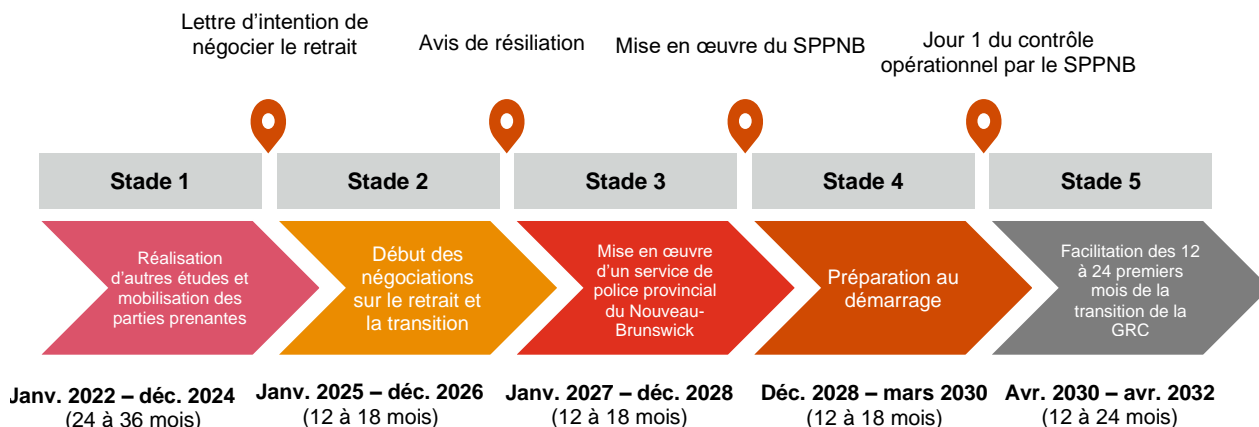 Lettre d'intention de
négocier le retrait
Avis de résiliation
Mise en œuvre du SPPNB
Jour 1 du contrôle
opérationnel par le SPPNB
Stade 1
Stade 2
Stade 3
Stade 4
Stade 5
Réalisation
d'autres études et
mobilisation des
parties prenantes
Début des
négociations
sur le retrait et
la transition
Mise en œuvre
d'un service de
police provincial
du Nouveau-
Brunswick
Préparation au
démarrage
Facilitation des 12
à 24 premiers
mois de la
transition de la
GRC
Janv. 2022 – déc. 2024
(24 à 36 mois)
Janv. 2025 – déc. 2026
(12 à 18 mois)
Janv. 2027 – déc. 2028
(12 à 18 mois)
Déc. 2028 – mars 2030
(12 à 18 mois)
Avr. 2030 – avr. 2032
(12 à 24 mois)